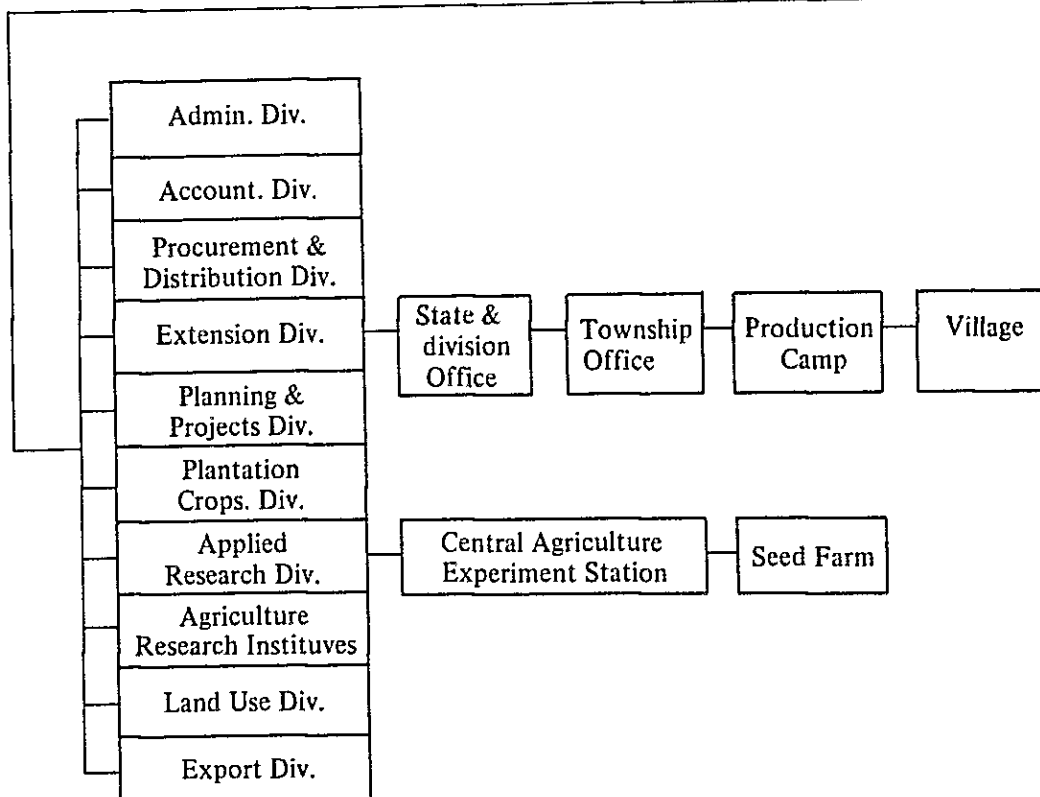 Admin. Div.
Account. Div.
Procurement &
Distribution Div.
Extension Div.
State &
division
Office
Township
Office
Production
Camp
Village
Planning &
Projects Div.
Plantation
Crops. Div.
Applied
Research Div.
Central Agriculture
Experiment Station
Seed Farm
Agriculture
Research Instituves
Land Use Div.
Export Div.